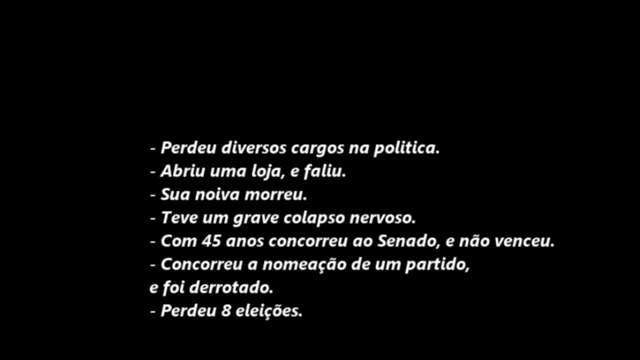 - Perdeu diversos cargos na politica.
- Abriu uma loja, e faliu.
- Sua noiva morreu.
- Teve um grave colapso nervoso.
- Com 45 anos concorreu ao Senado, e não venceu.
- Concorreu a nomeação de um partido,
e foi derrotado.
- Perdeu 8 eleições.